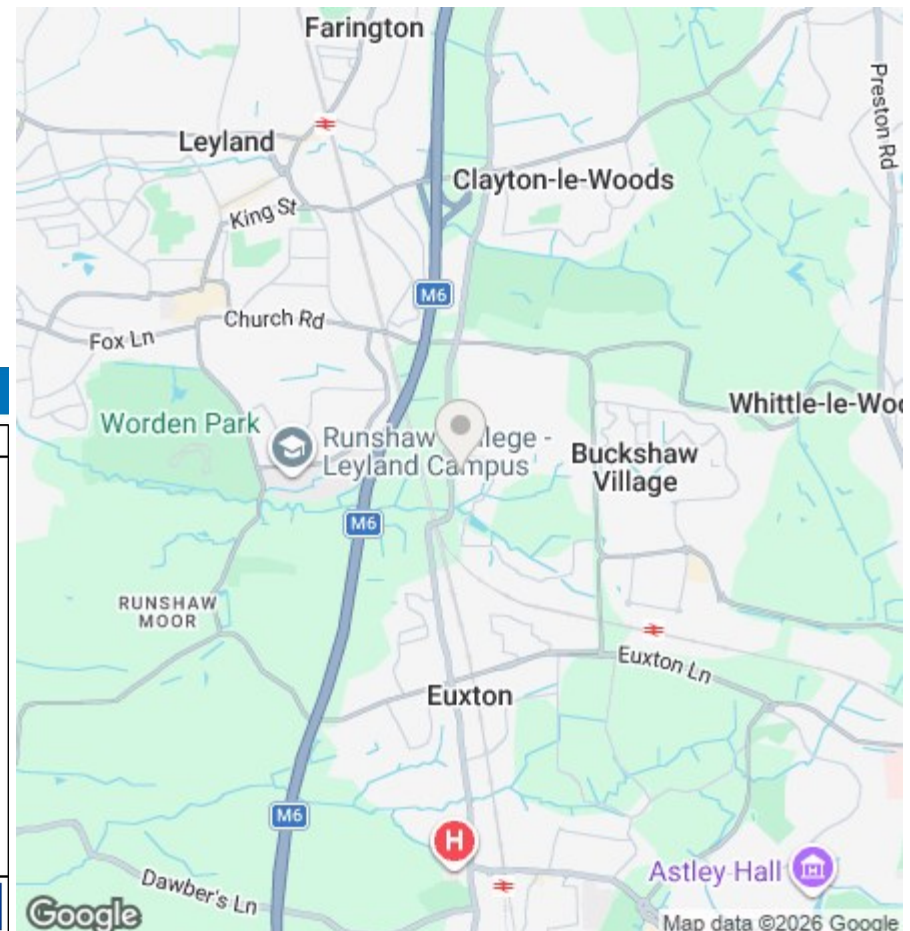 Farington
Preston Rd
Leyland
Clayton-le-Woods
King St
M6
Church Rd
Fox Ln
Whittle-le-Woo
Worden Park
Runshaw College -
Leyland Campus
Buckshaw
Village
M6
RUNSHAW
MOOR
Euxton Ln
Euxton
M6
H
Astley Hall
Dawber's Ln
Google
Map data ©2026 Google